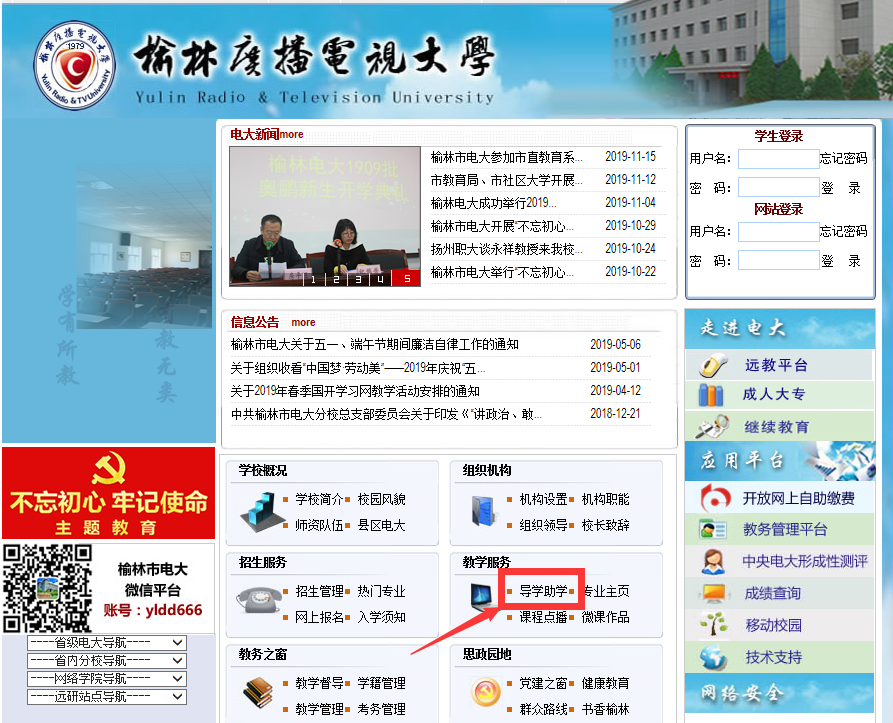 榆林廣播電視大學
Yulin Radio & Television University
榆林廣播電視大學
1979
Yulin Radio &TVUniversity
学有所教
教无类
电大新闻more
榆林电大1909批
奥鹏新生开学典礼
1 2 3 4 5
榆林市电大参加市直教育系... 2019-11-15
市教育局、市社区大学开展... 2019-11-12
榆林电大成功举行2019... 2019-11-04
榆林市电大开展“不忘初心... 2019-10-29
扬州职大谈永祥教授来我校... 2019-10-24
榆林市电大举行“不忘初心... 2019-10-22
学生登录
用户名: 忘记密码
密 码: 登 录
网站登录
用户名: 忘记密码
密 码: 登 录
信息公告 more
榆林市电大关于五一、端午节期间廉洁自律工作的通知 2019-05-06
关于组织收看“中国梦·劳动美”——2019年庆祝“五... 2019-05-01
关于2019年春季国开学习网教学活动安排的通知 2019-04-12
中共榆林市电大分校总支部委员会关于印发《“讲政治、敢... 2018-12-21
走进电大
远教平台
成人大专
继续教育
应用平台
开放网上自助缴费
教务管理平台
中央电大形成性测评
成绩查询
移动校园
技术支持
网络安全
不忘初心 牢记使命
主题教育
榆林市电大
微信平台
账号:yldd666
----省级电大导航----
----省内分校导航----
----网络学院导航----
----远研站点导航----
学校概况
学校简介 校园风貌
师资队伍 县区电大
组织机构
机构设置 机构职能
组织领导 校长致辞
招生服务
招生管理 热门专业
网上报名 入学须知
教学服务
导学助学 专业主页
课程点播 微课作品
教务之窗
教学督导 学籍管理
教学管理 考务管理
思政园地
党建之窗 健康教育
群众路线 书香榆林